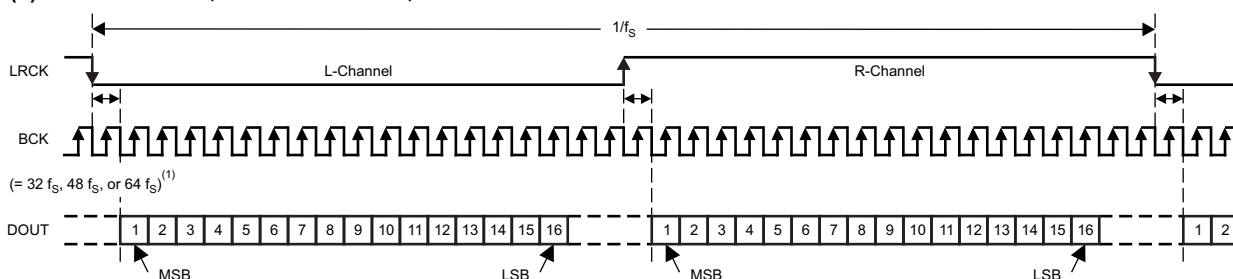 1/fS
LRCK
L-Channel
R-Channel
BCK
(= 32 fS, 48 fS, or 64 fS)(1)
DOUT
1 2 3 4 5 6 7 8 9 10 11 12 13 14 15 16
1 2 3 4 5 6 7 8 9 10 11 12 13 14 15 16
1 2
MSB
LSB
MSB
LSB